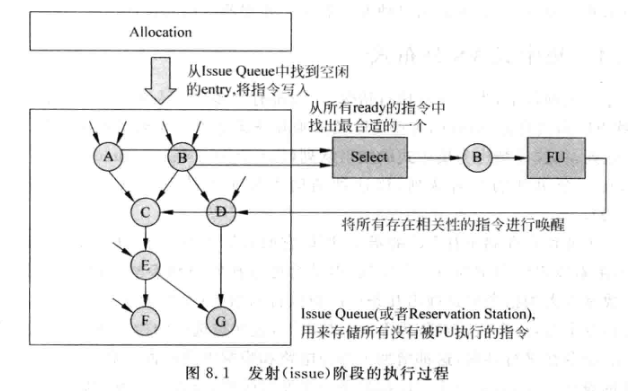 Allocation
从Issue Queue中找到空闲
的entry,将指令写入
从所有ready的指令中
找出最合适的一个
A
B
Select
B
FU
C
D
将所有存在相关性的指令进行唤醒
E
F
G
Issue Queue(或者Reservation Station),
用来存储所有没有被FU执行的指令
图 8.1 发射(issue)阶段的执行过程